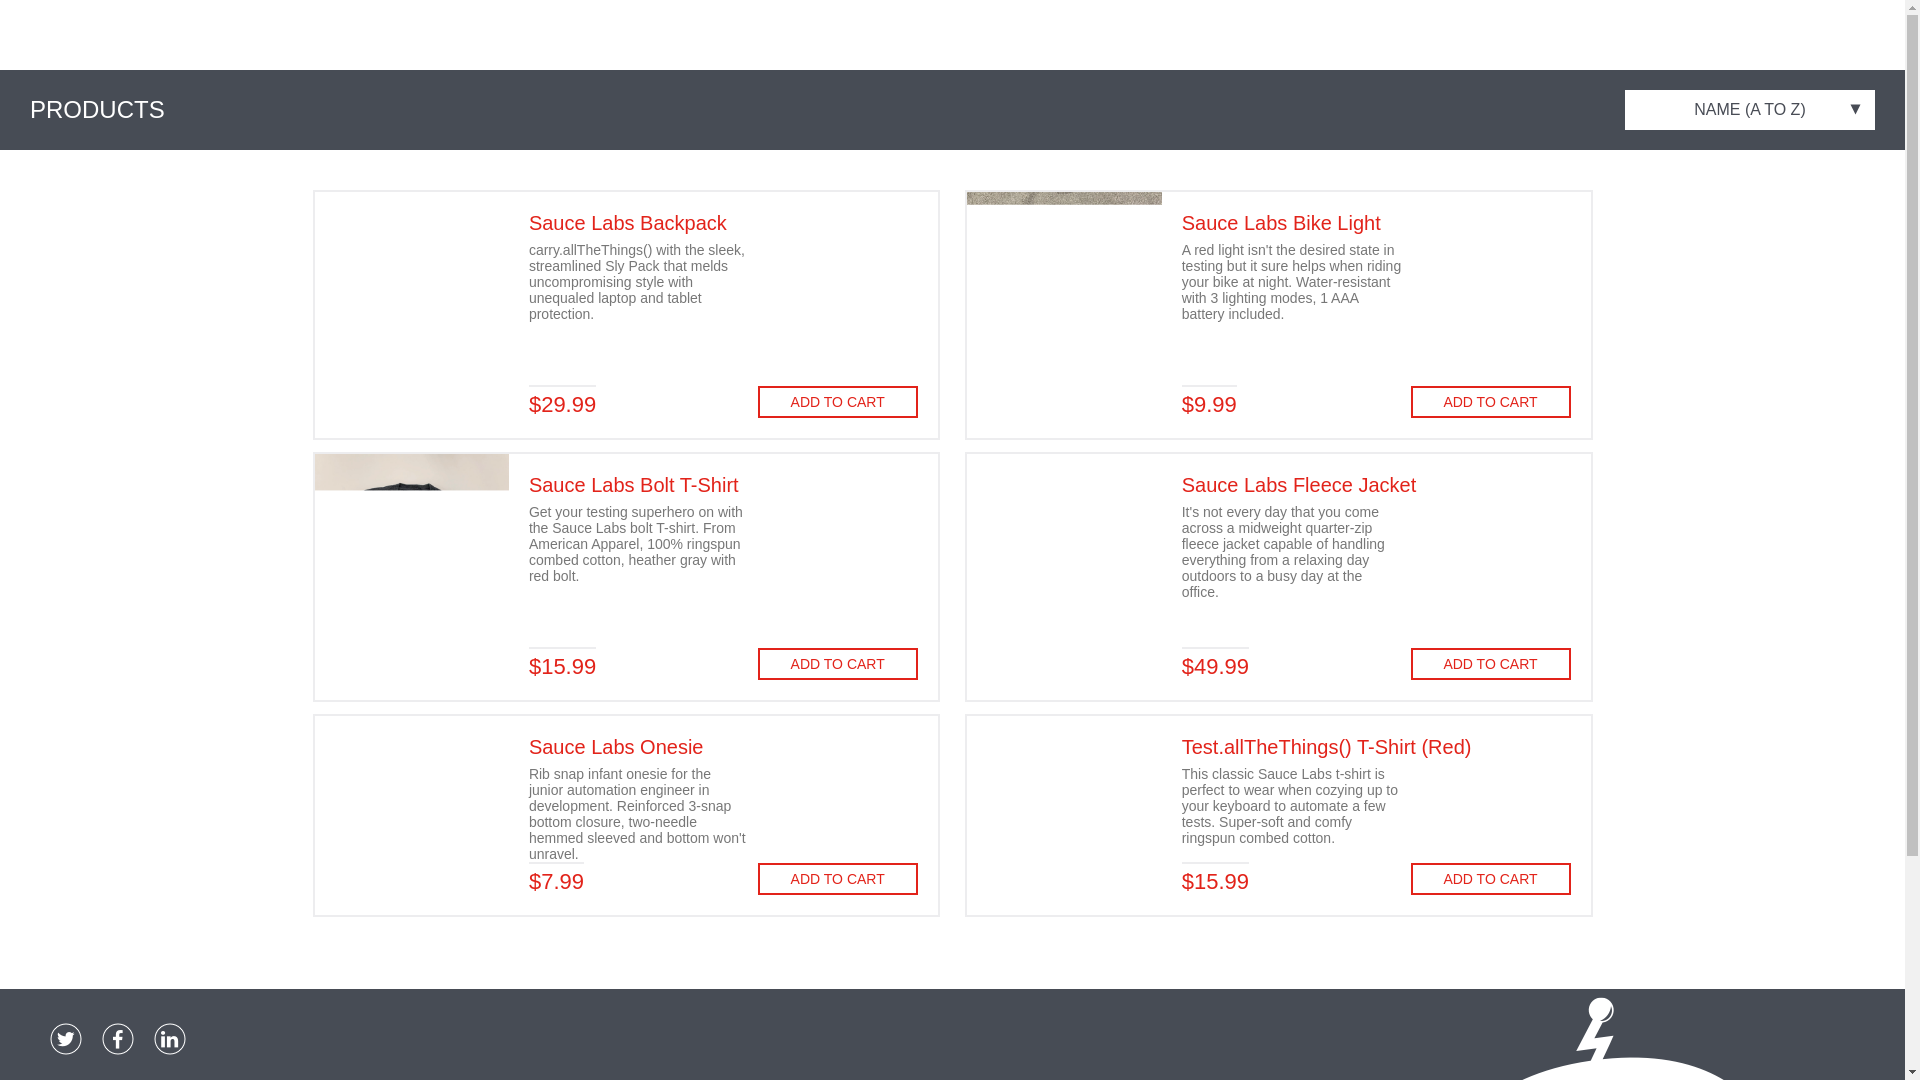 PRODUCTS
NAME (A TO Z)
Sauce Labs Backpack
carry.allTheThings() with the sleek,
streamlined Sly Pack that melds
uncompromising style with
unequaled laptop and tablet
protection.
$29.99
ADD TO CART
Sauce Labs Bike Light
A red light isn't the desired state in
testing but it sure helps when riding
your bike at night. Water-resistant
with 3 lighting modes, 1 AAA
battery included.
$9.99
ADD TO CART
Sauce Labs Bolt T-Shirt
Get your testing superhero on with
the Sauce Labs bolt T-shirt. From
American Apparel, 100% ringspun
combed cotton, heather gray with
red bolt.
$15.99
ADD TO CART
Sauce Labs Fleece Jacket
It's not every day that you come
across a midweight quarter-zip
fleece jacket capable of handling
everything from a relaxing day
outdoors to a busy day at the
office.
$49.99
ADD TO CART
Sauce Labs Onesie
Rib snap infant onesie for the
junior automation engineer in
development. Reinforced 3-snap
bottom closure, two-needle
hemmed sleeved and bottom won't
unravel.
$7.99
ADD TO CART
Test.allTheThings() T-Shirt (Red)
This classic Sauce Labs t-shirt is
perfect to wear when cozying up to
your keyboard to automate a few
tests. Super-soft and comfy
ringspun combed cotton.
$15.99
ADD TO CART